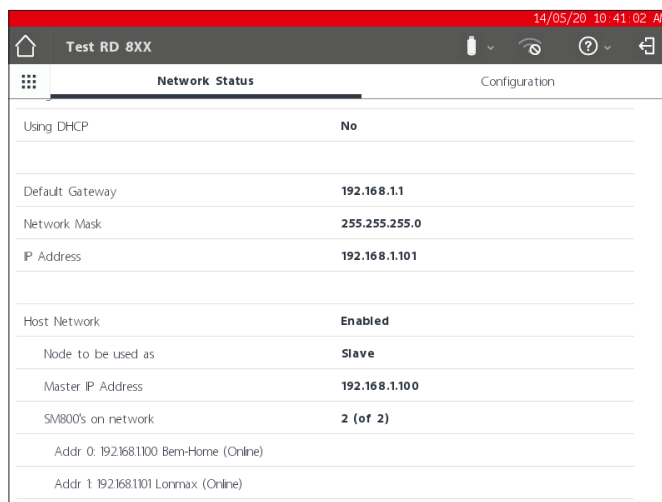 14/05/20 10:41:02 AM
Test RD 8XX
Network Status Configuration
Using DHCP No
Default Gateway 192.168.1.1
Network Mask 255.255.255.0
IP Address 192.168.1.101
Host Network Enabled
Node to be used as Slave
Master IP Address 192.168.1.100
SM800's on network 2 (of 2)
Addr 0: 192.168.1.100 Bem-Home (Online)
Addr 1: 192.168.1.101 Lonmax (Online)